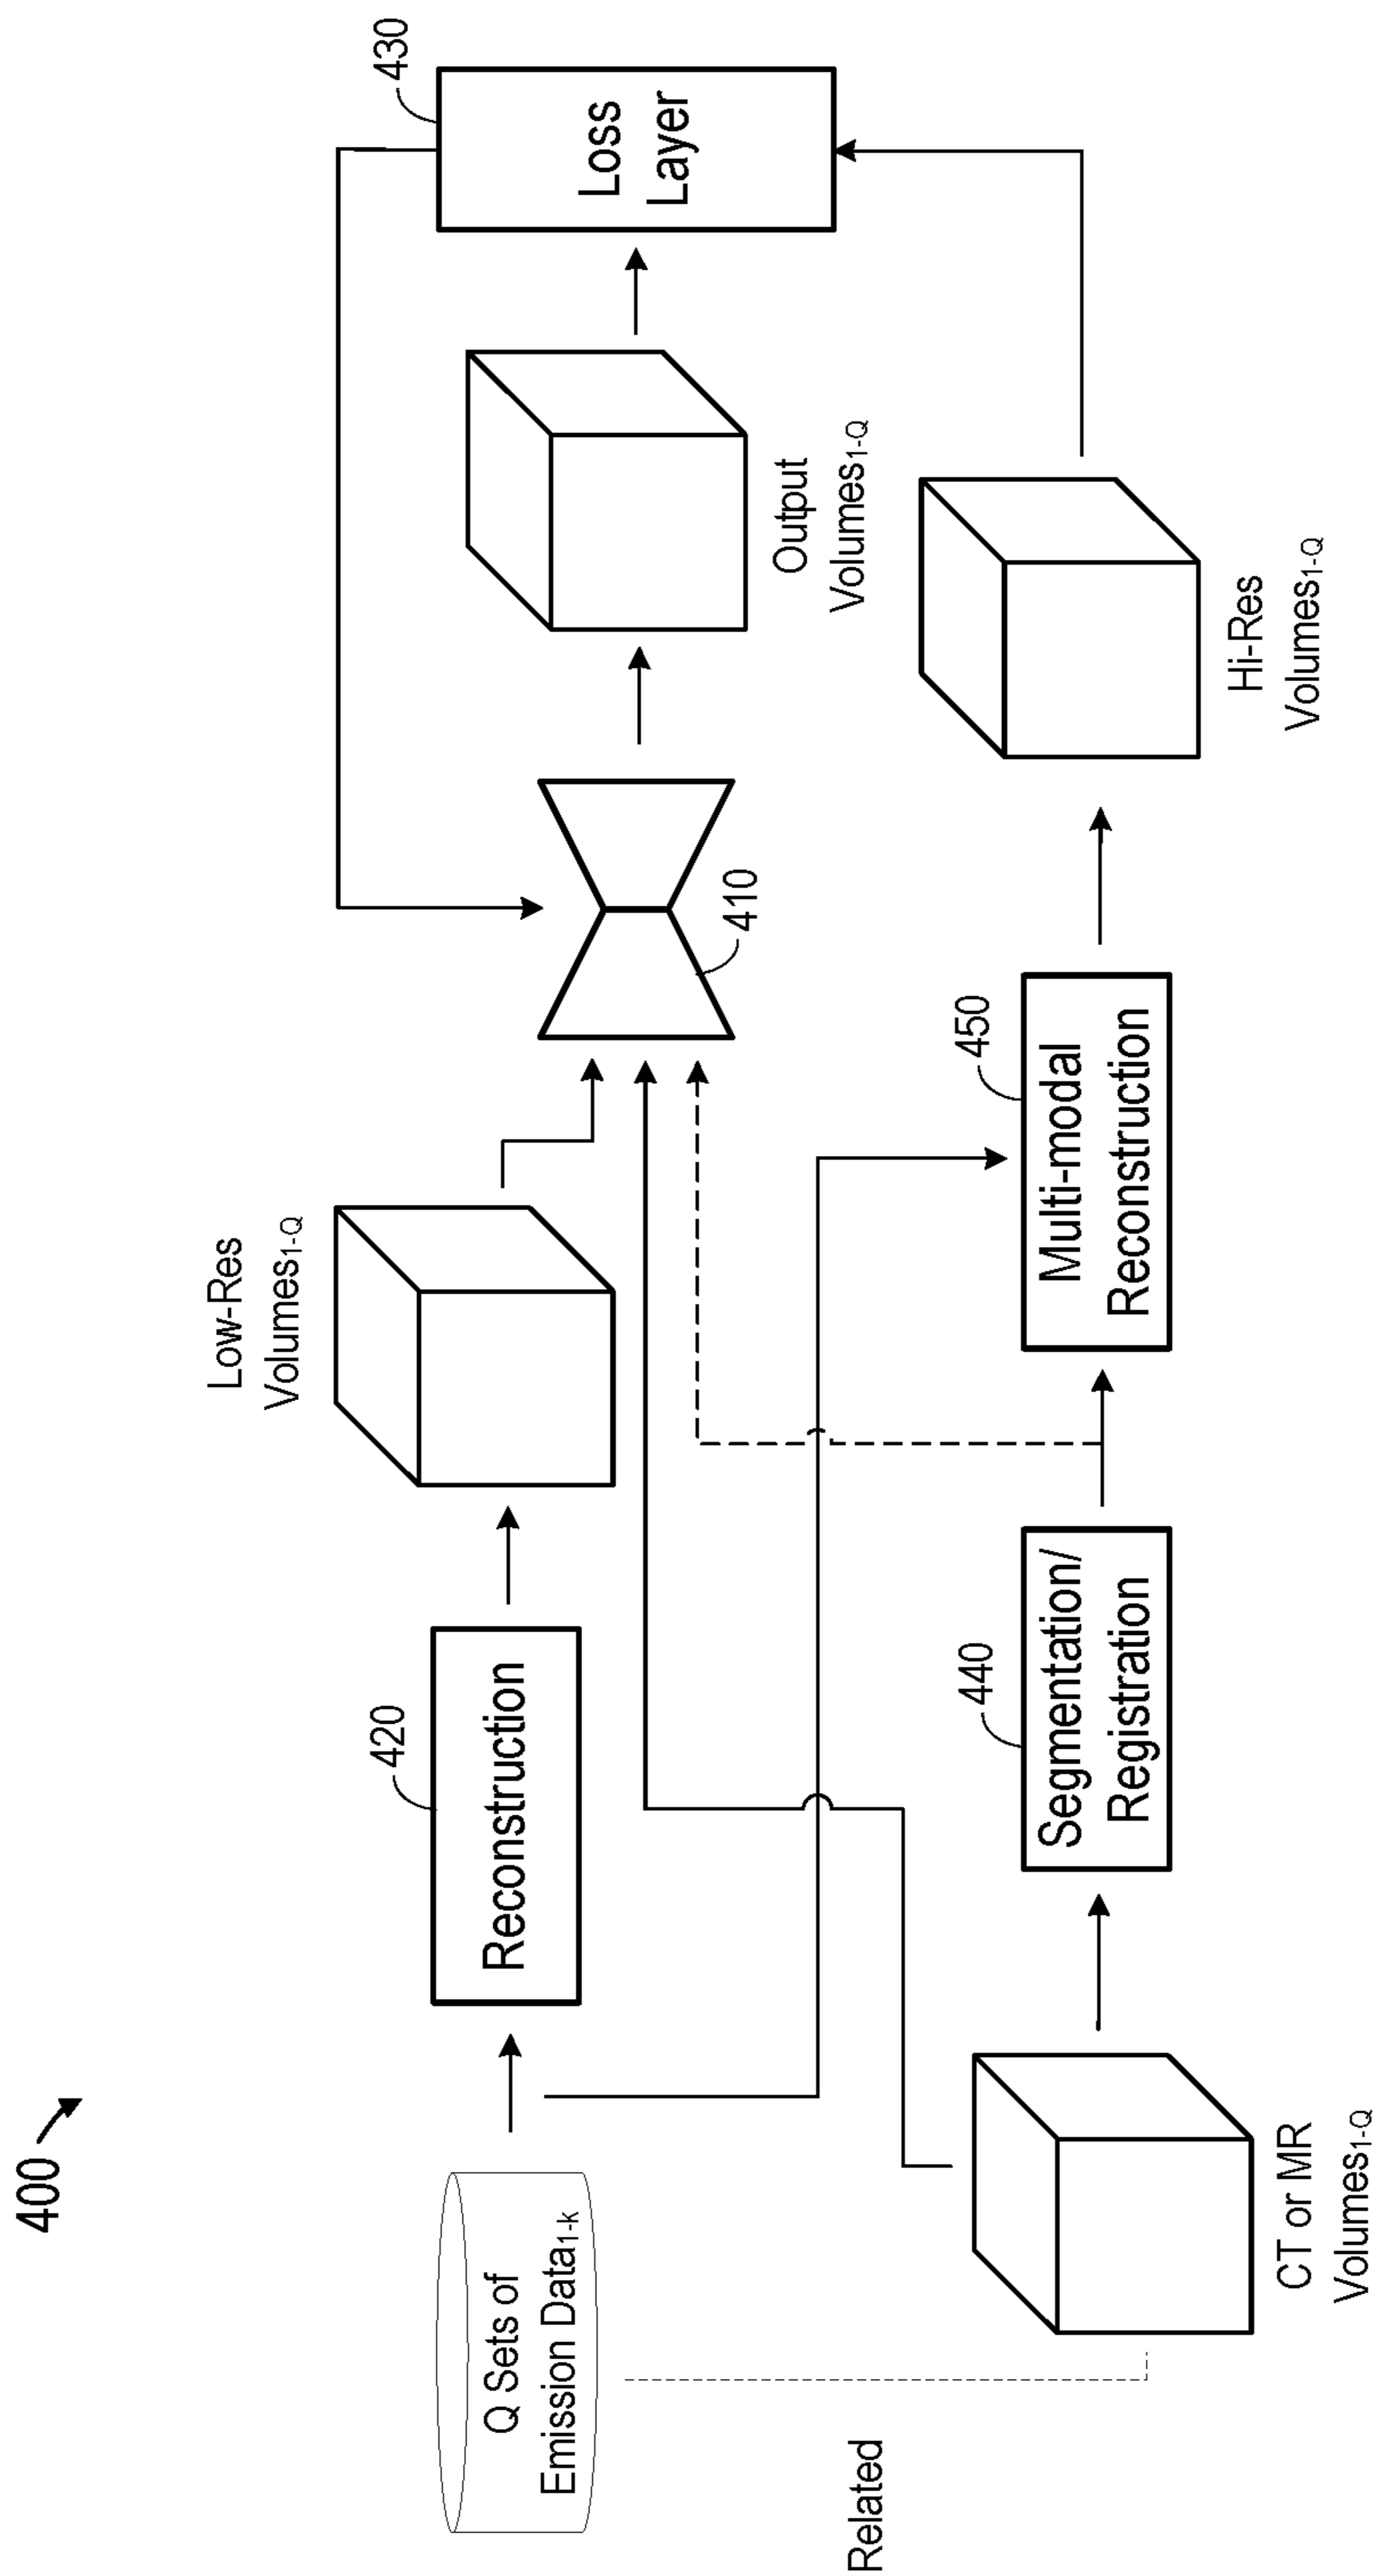 400
Q Sets of
Emission Data1-k
420
Reconstruction
Low-Res
Volumes1-Q
410
Output
Volumes1-Q
430
Loss
Layer
Related
CT or MR
Volumes1-Q
440
Segmentation/
Registration
450
Multi-modal
Reconstruction
Hi-Res
Volumes1-Q